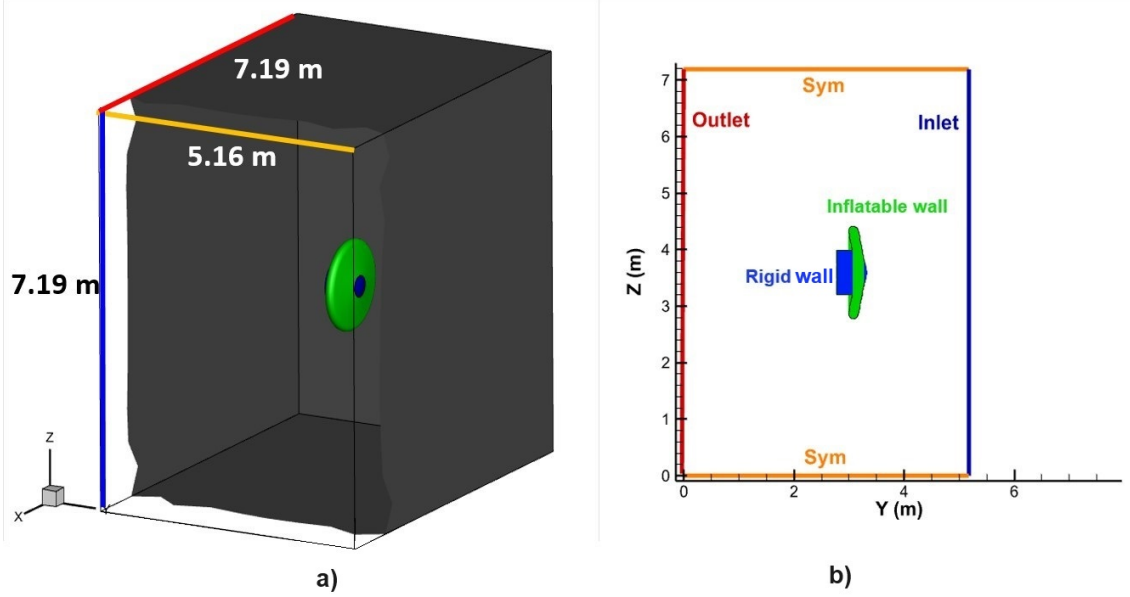 7.19 m
5.16 m
7.19 m
Z
X
a)
7
6
5
4
3
2
1
0
Z (m)
Sym
Outlet
Inlet
Inflatable wall
Rigid wall
Sym
0
2
4
6
Y (m)
b)